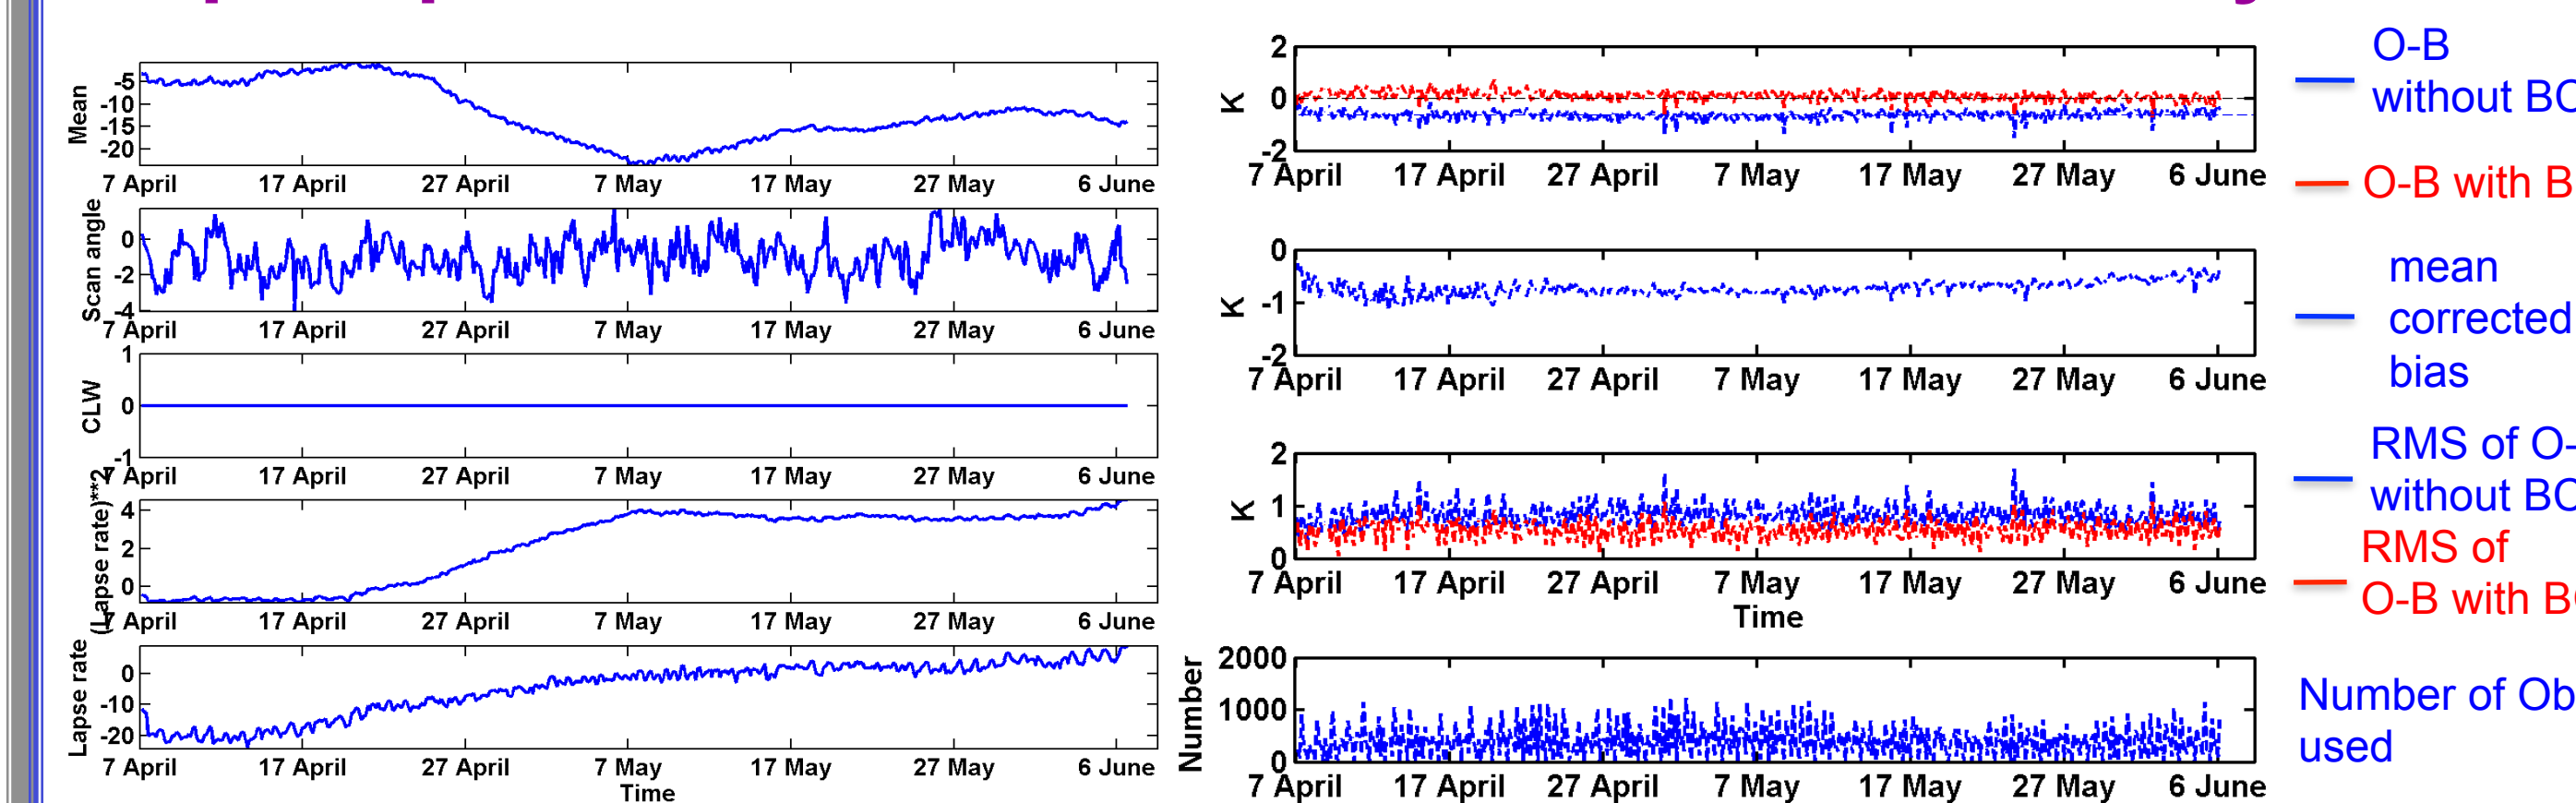 Mean
-5
-10
-15
-20
7 April 17 April 27 April 7 May 17 May 27 May 6 June
Scan angle
0
-2
-4
7 April 17 April 27 April 7 May 17 May 27 May 6 June
CLW
1
0
-1
7 April 17 April 27 April 7 May 17 May 27 May 6 June
(Lapse rate)**2
4
2
0
7 April 17 April 27 April 7 May 17 May 27 May 6 June
Lapse rate
0
-10
-20
7 April 17 April 27 April 7 May 17 May 27 May 6 June
Time
K
2
0
-2
7 April 17 April 27 April 7 May 17 May 27 May 6 June
K
0
-1
-2
7 April 17 April 27 April 7 May 17 May 27 May 6 June
K
2
1
0
7 April 17 April 27 April 7 May 17 May 27 May 6 June
Time
Number
2000
1000
0
7 April 17 April 27 April 7 May 17 May 27 May 6 June
O-B
without BC
O-B with B
mean
corrected
bias
RMS of O-
without BC
RMS of
O-B with BC
Number of Ob
used